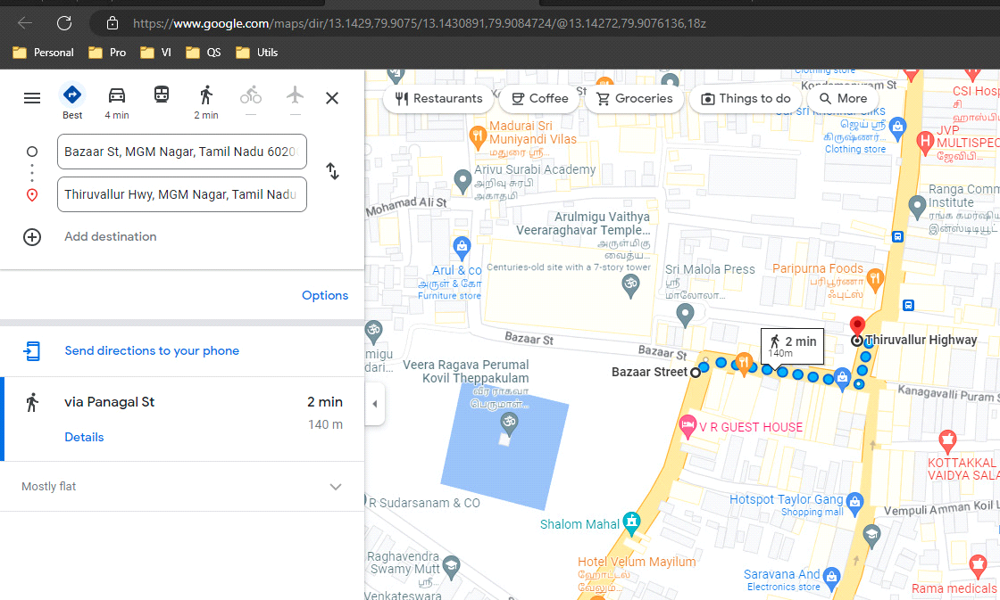 https://www.google.com/maps/dir/13.1429,79.9075/13.1430891,79.9084724/@13.14272,79.9076136,18z
Personal
Pro
VI
QS
Utils
Best
4 min
2 min
—
—
Bazaar St, MGM Nagar, Tamil Nadu 6020
Thiruvallur Hwy, MGM Nagar, Tamil Nadu
Add destination
Options
Send directions to your phone
via Panagal St
2 min
140 m
Details
Mostly flat
Restaurants
Coffee
Groceries
Things to do
More
Clothing store
St
Madurai Sri
Muniyandi Vilas
மதுரை ஸ்ரீ...
Arivu Surabi Academy
அறிவு சுரபி
அகாதமி
Mohamad Ali St
Arulmigu Vaithya
Veeraraghavar Temple...
அருள்மிகு
வைத்ய...
Centuries-old site with a 7-story tower
Arul & co
அருள் & கோ
Furniture store
Sri Malola Press
ஸ்ரீ
மாலோலா...
Paripurna Foods
பரிபூர்ணா
ஃபுட்ஸ்
ஜெய் ஸ்ரீ
கிருஷ்ணர்...
Clothing store
CSI Hosp
சி
ஹாஸ்பி
JVP
MULTISPEC
ஜேவிபி...
Ranga Comm
Institute
ரங்க கமர்ஷி
இன்ஸ்டிடியூட்
Bazaar St
Bazaar St
migu
dari...
Veera Ragava Perumal
Kovil Theppakulam
வீர ராகவா
பெருமாள்...
Bazaar Street
2 min
140m
Thiruvallur Highway
Kanagavalli Puram St
V R GUEST HOUSE
KOTTAKKAL
VAIDYA SALA
R Sudarsanam & CO
Hotspot Taylor Gang
Shopping mall
Vempuli Amman Koil
Shalom Mahal
Raghavendra
Swamy Mutt
ஸ்ரீ...
Venkateswara
Hotel Velum Mayilum
ஹோட்டல்
வேலும்...
Saravana And
Electronics store
Rama medicals